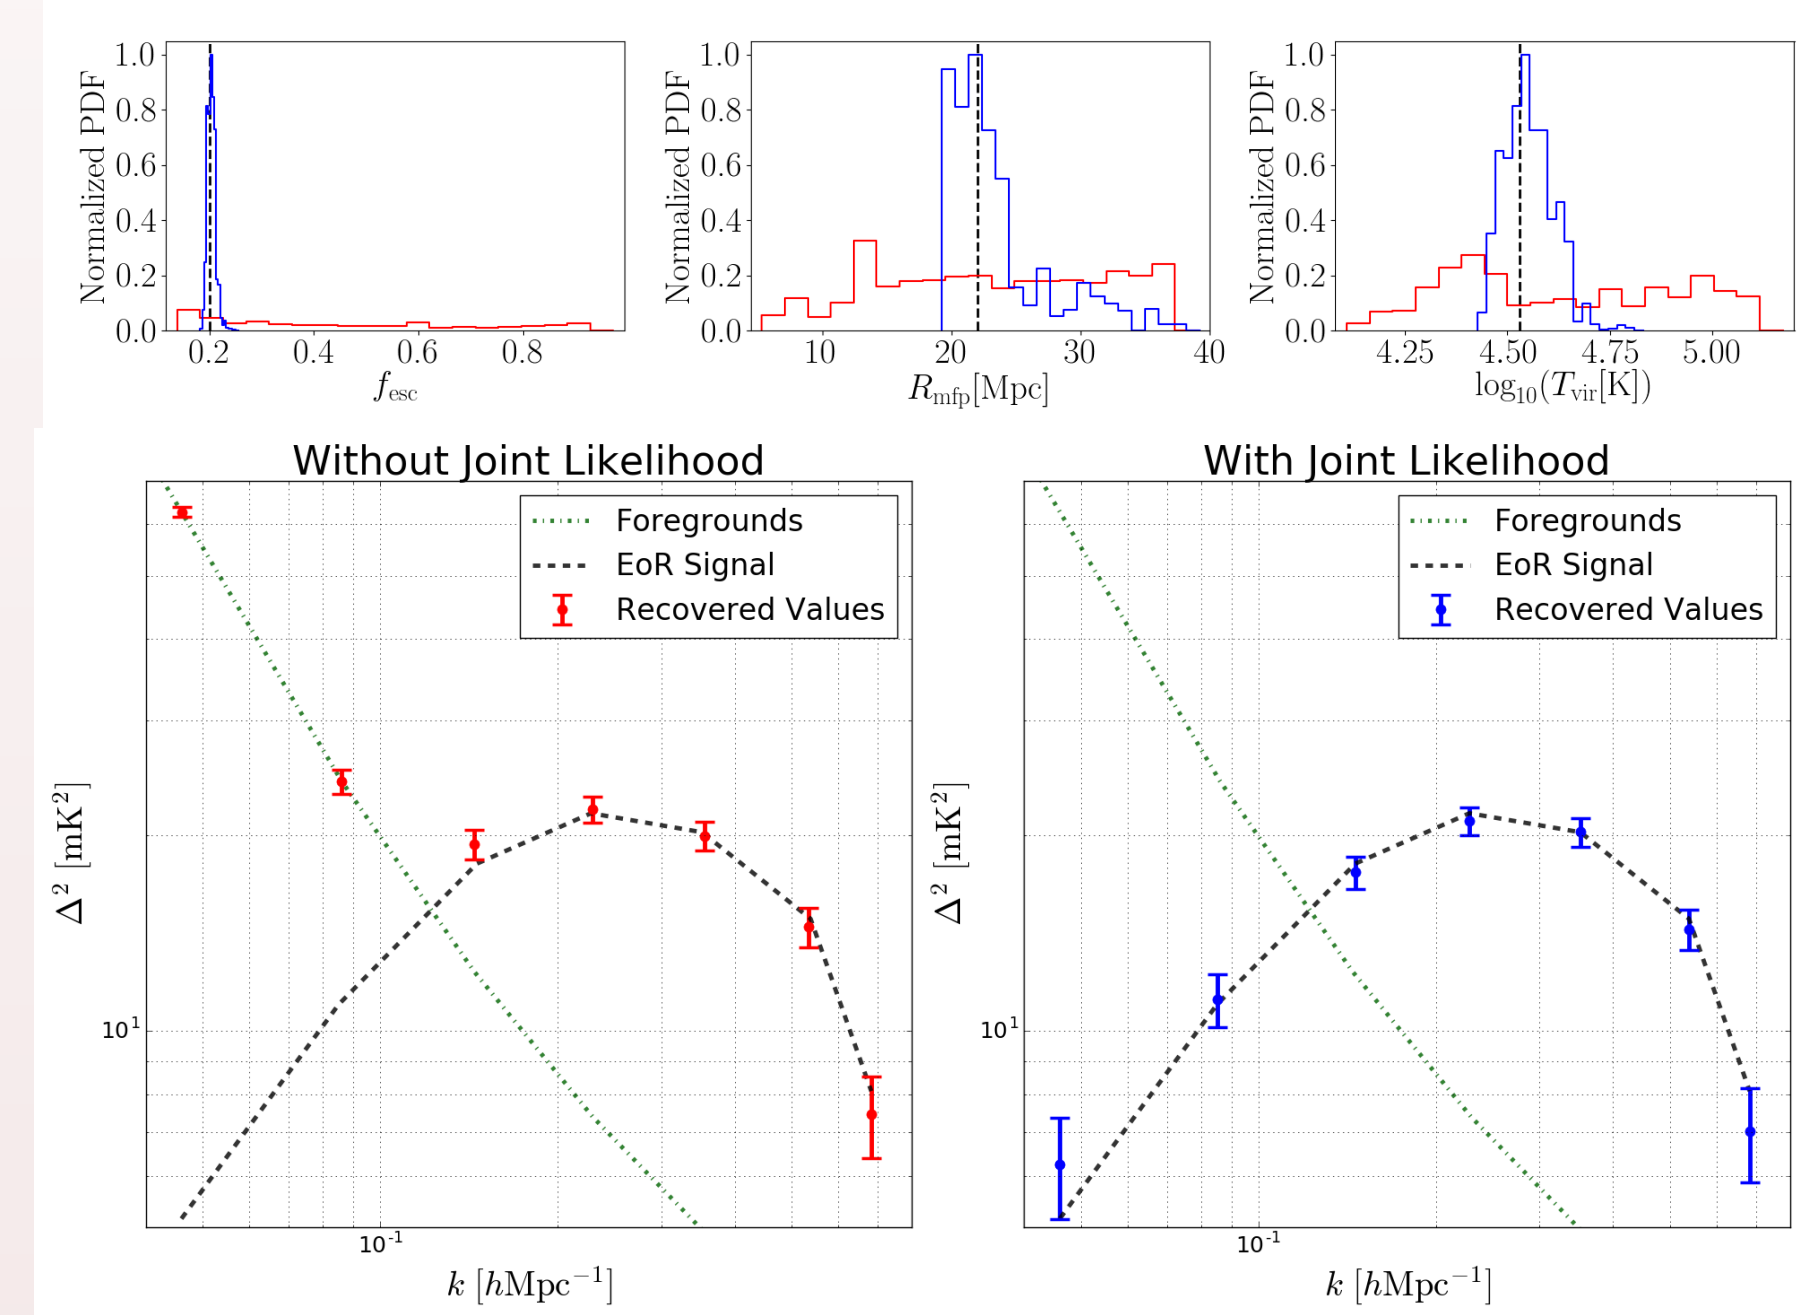 Normalized PDF
1.0
0.8
0.6
0.4
0.2
0.0
0.2 0.4 0.6 0.8
f_esc
Normalized PDF
1.0
0.8
0.6
0.4
0.2
0.0
10 20 30 40
R_mfp[Mpc]
Normalized PDF
1.0
0.8
0.6
0.4
0.2
0.0
4.25 4.50 4.75 5.00
log₁₀(T_vir[K])
Without Joint Likelihood
Foregrounds
EoR Signal
Recovered Values
Δ² [mK²]
10¹
10⁻¹
k [hMpc⁻¹]
With Joint Likelihood
Foregrounds
EoR Signal
Recovered Values
Δ² [mK²]
10¹
10⁻¹
k [hMpc⁻¹]